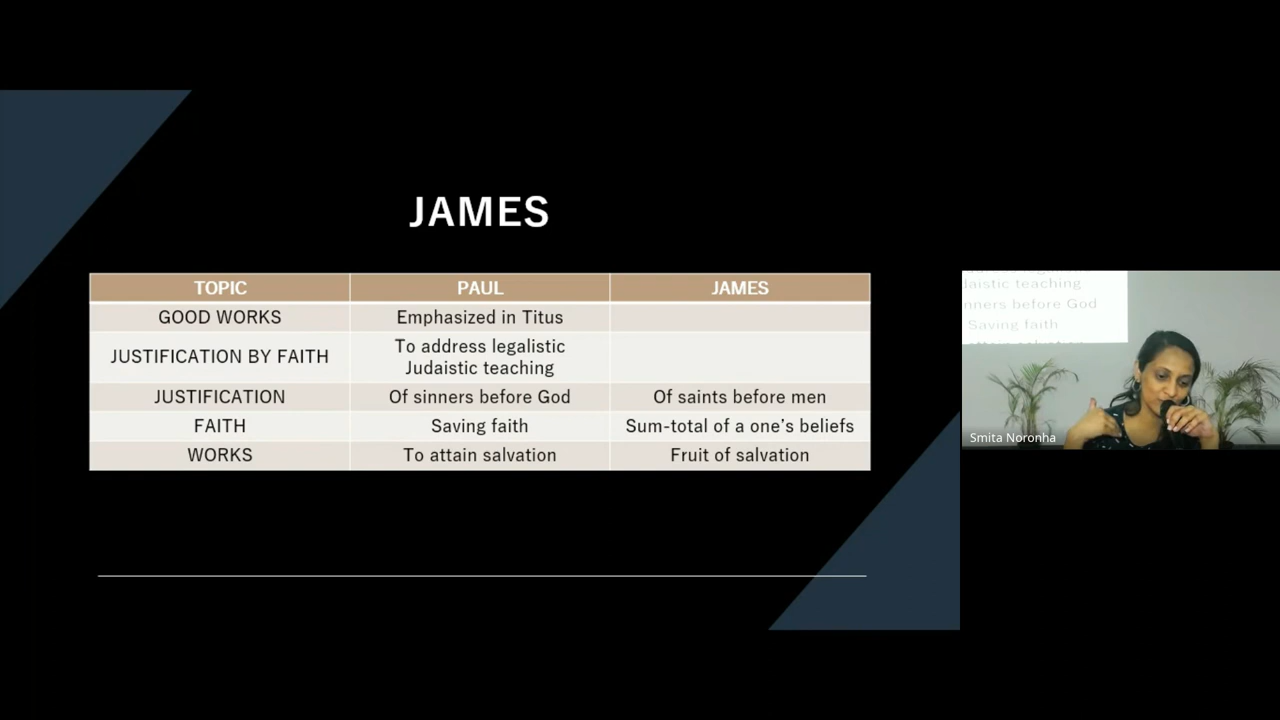 JAMES
TOPIC PAUL JAMES
GOOD WORKS Emphasized in Titus
JUSTIFICATION BY FAITH To address legalistic
Judaistic teaching
JUSTIFICATION Of sinners before God Of saints before men
FAITH Saving faith Sum-total of a one's beliefs
WORKS To attain salvation Fruit of salvation
teaching
before God
Saving faith
Smita Noronha